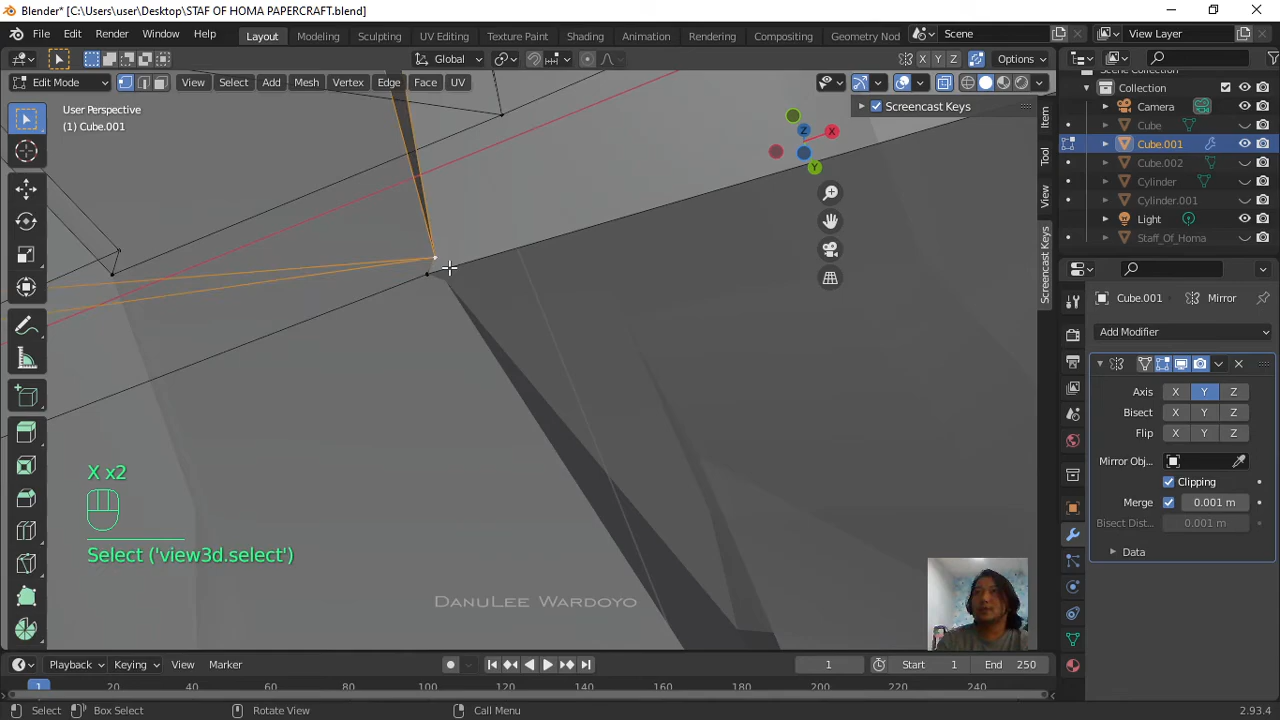 Blender* [C:\Users\user\Desktop\STAF OF HOMA PAPERCRAFT.blend]
File Edit Render Window Help Layout Modeling Sculpting UV Editing Texture Paint Shading Animation Rendering Compositing Geometry Nod Scene View Layer
Global X Y Z Options
Edit Mode View Select Add Mesh Vertex Edge Face UV
User Perspective
(1) Cube.001
Screencast Keys
Z X Y
Item
Tool
View
Screencast Keys
Scene Collection
Collection
Camera
Cube
Cube.001
Cube.002
Cylinder
Cylinder.001
Light
Staff_Of_Homa
Cube.001 Mirror
Add Modifier
Axis X Y Z
Bisect X Y Z
Flip X Y Z
Mirror Obj...
Clipping
Merge 0.001 m
Bisect Dist... 0.001 m
Data
X x2
Select ('view3d.select')
DanuLee Wardoyo
Playback Keying View Marker 1 Start 1 End 250
1 20 40 60 80 100 120 140 160 180 200 220 240
Select Box Select Rotate View Call Menu 2.93.4